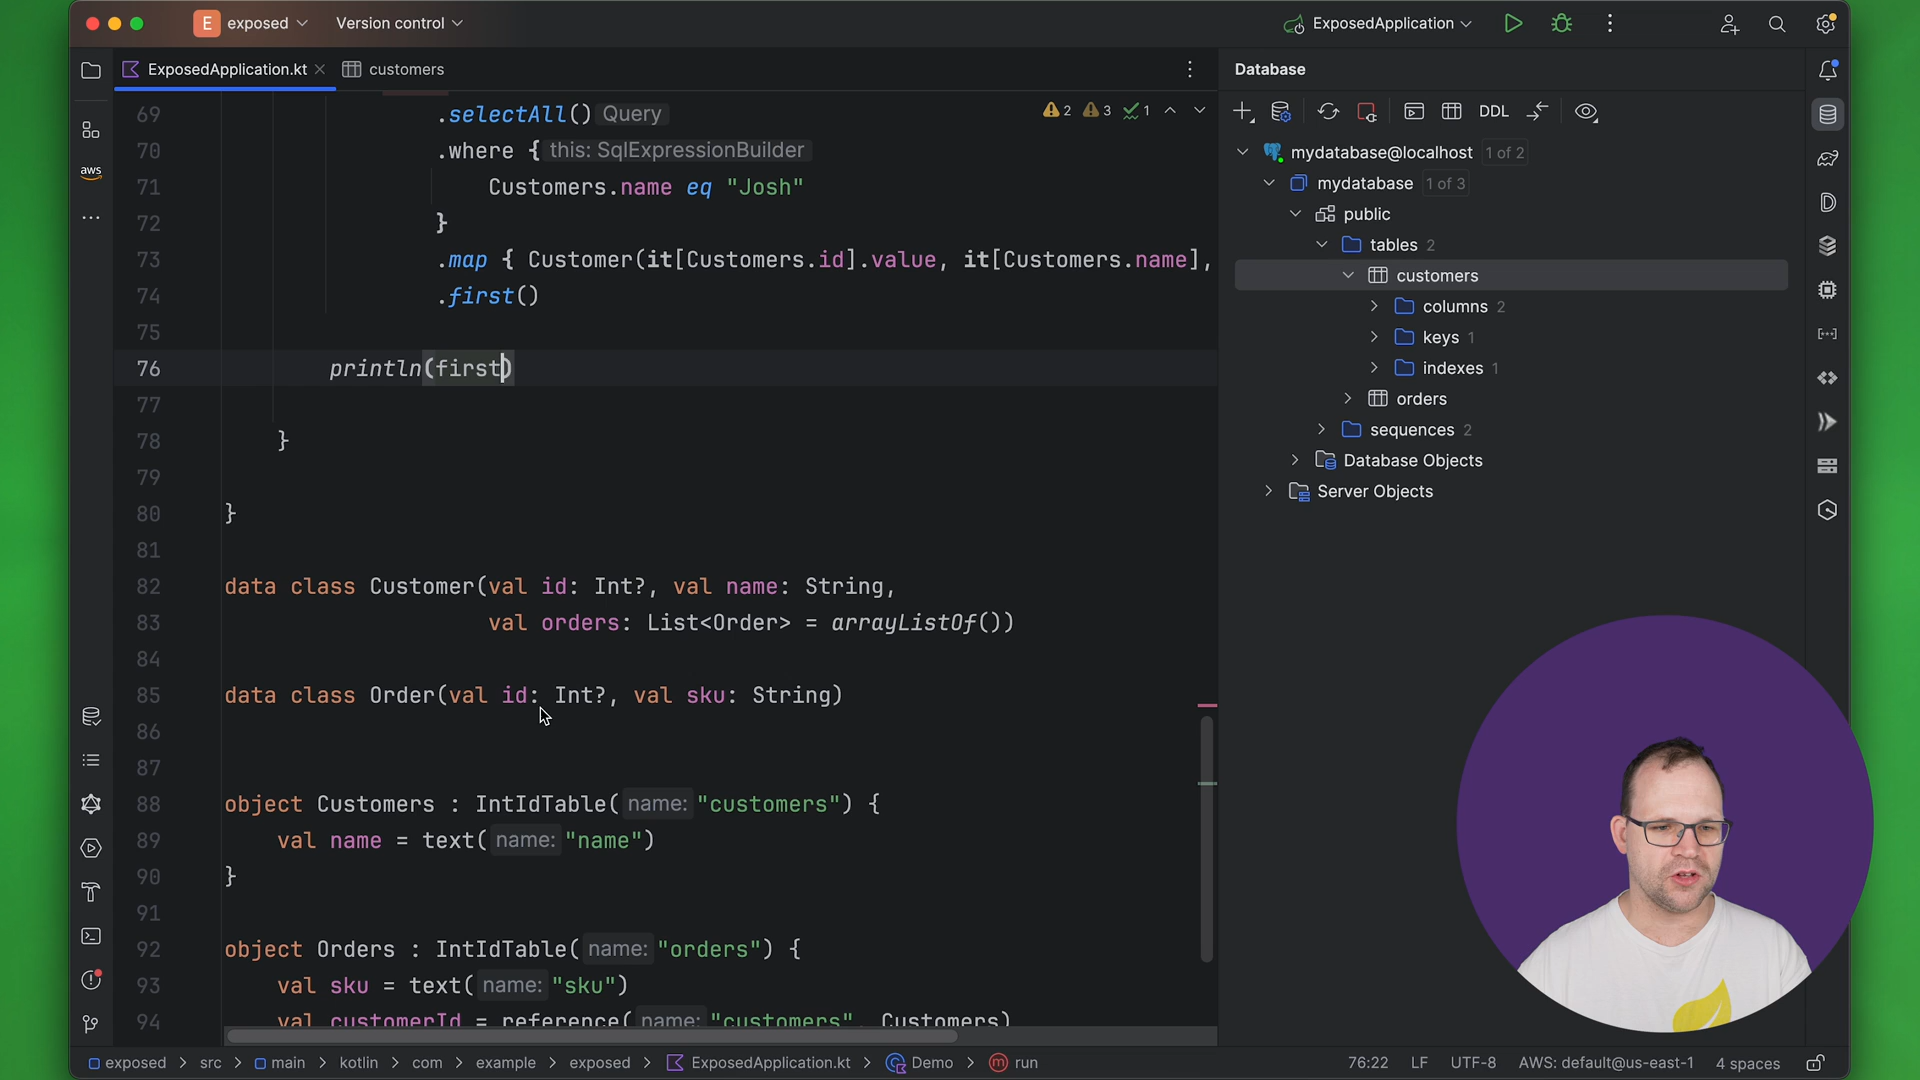 E exposed Version control ExposedApplication
ExposedApplication.kt customers Database
2 3 1 DDL
69 .selectAll() Query
70 .where { this: SqlExpressionBuilder
71 Customers.name eq "Josh"
72 }
73 .map { Customer(it[Customers.id].value, it[Customers.name],
74 .first()
75
76 println(first)
77
78 }
79
80 }
81
82 data class Customer(val id: Int?, val name: String,
83 val orders: List<Order> = arrayListOf())
84
85 data class Order(val id: Int?, val sku: String)
86
87
88 object Customers : IntIdTable( name: "customers") {
89 val name = text( name: "name")
90 }
91
92 object Orders : IntIdTable( name: "orders") {
93 val sku = text( name: "sku")
94 val customerId = reference( name: "customers", Customers)
mydatabase@localhost 1 of 2
mydatabase 1 of 3
public
tables 2
customers
columns 2
keys 1
indexes 1
orders
sequences 2
Database Objects
Server Objects
aws
exposed > src > main > kotlin > com > example > exposed > ExposedApplication.kt > Demo > run 76:22 LF UTF-8 AWS: default@us-east-1 4 spaces